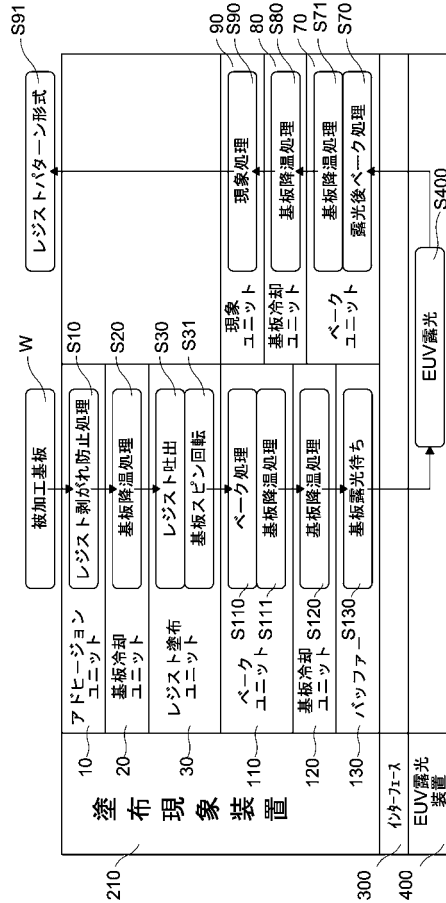 W
被加工基板
S91
レジストパターン形式
210
塗布現象装置
10
アドヒージョン
ユニット
S10
レジスト剥がれ防止処理
20
基板冷却
ユニット
S20
基板降温処理
30
レジスト塗布
ユニット
S30
レジスト吐出
S31
基板スピン回転
110
ベーク
ユニット
S110
ベーク処理
S111
基板降温処理
120
基板冷却
ユニット
S120
基板降温処理
130
バッファー
S130
基板露光待ち
現象
ユニット
90
S90
現象処理
基板冷却
ユニット
80
S80
基板降温処理
ベーク
ユニット
70
S71
基板降温処理
S70
露光後ベーク処理
300
インターフェース
400
EUV露光
装置
EUV露光
S400